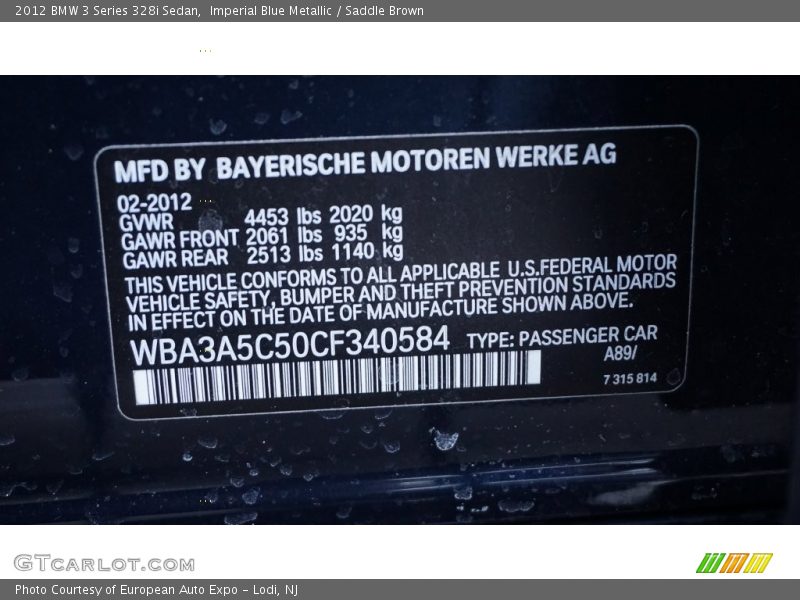 2012 BMW 3 Series 328i Sedan,  Imperial Blue Metallic / Saddle Brown
MFD BY BAYERISCHE MOTOREN WERKE AG
02-2012
GVWR 4453 lbs 2020 kg
GAWR FRONT 2061 lbs 935 kg
GAWR REAR 2513 lbs 1140 kg
THIS VEHICLE CONFORMS TO ALL APPLICABLE U.S.FEDERAL MOTOR
VEHICLE SAFETY, BUMPER AND THEFT PREVENTION STANDARDS
IN EFFECT ON THE DATE OF MANUFACTURE SHOWN ABOVE.
WBA3A5C50CF340584 TYPE: PASSENGER CAR
A89/
7 315 814
GTCARLOT.COM
Photo Courtesy of European Auto Expo - Lodi, NJ